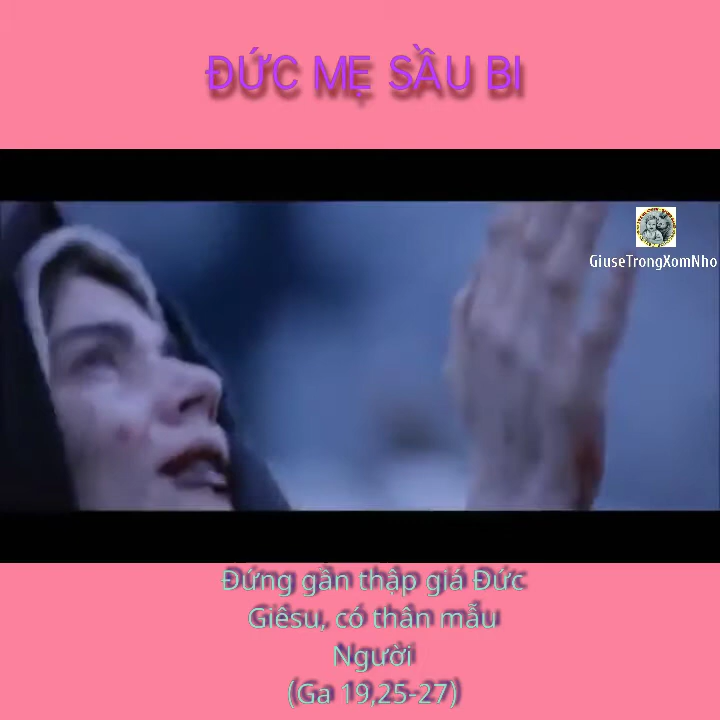 ĐỨC MẸ SẦU BI
GiuseTrongXomNho
Đứng gần thập giá Đức
Giêsu, có thân mẫu
Người
(Ga 19,25-27)